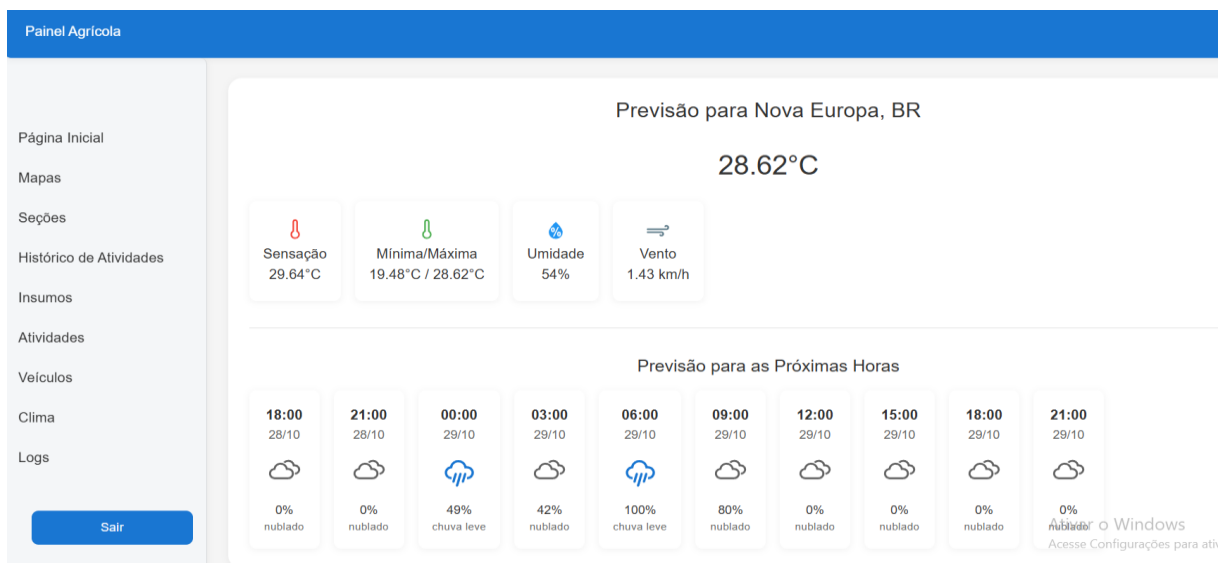 Painel Agrícola
Página Inicial
Mapas
Seções
Histórico de Atividades
Insumos
Atividades
Veículos
Clima
Logs
Sair
Previsão para Nova Europa, BR
28.62°C
Sensação
29.64°C
Mínima/Máxima
19.48°C / 28.62°C
Umidade
54%
Vento
1.43 km/h
Previsão para as Próximas Horas
18:00
28/10
0%
nublado
21:00
28/10
0%
nublado
00:00
29/10
49%
chuva leve
03:00
29/10
42%
nublado
06:00
29/10
100%
chuva leve
09:00
29/10
80%
nublado
12:00
29/10
0%
nublado
15:00
29/10
0%
nublado
18:00
29/10
0%
nublado
21:00
29/10
0%
nublado
Ativar o Windows
Acesse Configurações para